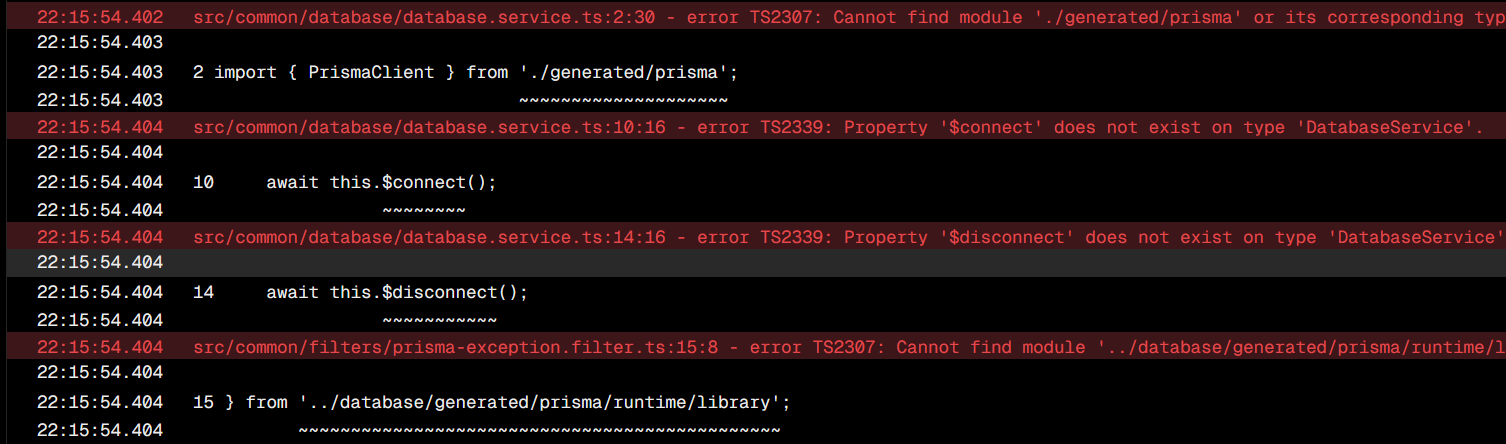 22:15:54.402 src/common/database/database.service.ts:2:30 - error TS2307: Cannot find module './generated/prisma' or its corresponding typ
22:15:54.403
22:15:54.403 2 import { PrismaClient } from './generated/prisma';
22:15:54.403 ~~~~~~~~~~~~~~~~~~~~
22:15:54.404 src/common/database/database.service.ts:10:16 - error TS2339: Property '$connect' does not exist on type 'DatabaseService'.
22:15:54.404
22:15:54.404 10     await this.$connect();
22:15:54.404 ~~~~~~~~
22:15:54.404 src/common/database/database.service.ts:14:16 - error TS2339: Property '$disconnect' does not exist on type 'DatabaseService'
22:15:54.404
22:15:54.404 14     await this.$disconnect();
22:15:54.404 ~~~~~~~~~~~
22:15:54.404 src/common/filters/prisma-exception.filter.ts:15:8 - error TS2307: Cannot find module '../database/generated/prisma/runtime/l
22:15:54.404
22:15:54.404 15 } from '../database/generated/prisma/runtime/library';
22:15:54.404 ~~~~~~~~~~~~~~~~~~~~~~~~~~~~~~~~~~~~~~~~~~~~~~